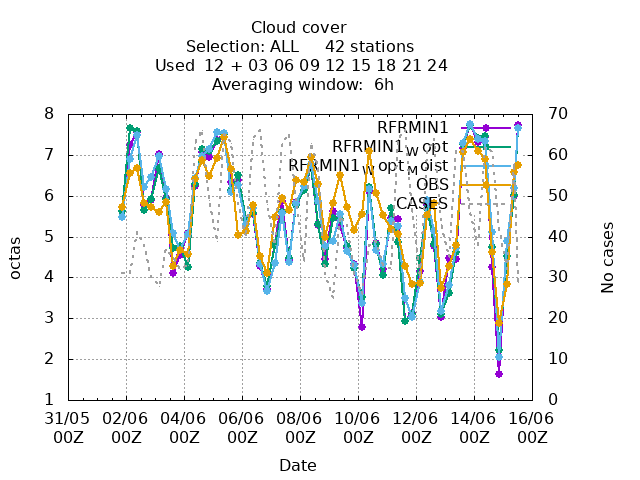 Cloud cover
Selection: ALL 42 stations
Used 12 + 03 06 09 12 15 18 21 24
Averaging window: 6h
8 70
RFRMIN1
7 60
RFRMIN1WOpt
RFRMIN1WOptMOist
OBS
6 50
CASES
5 40
octas
No cases
4 30
3 20
2 10
1 0
31/05 02/06 04/06 06/06 08/06 10/06 12/06 14/06 16/06
00Z 00Z 00Z 00Z 00Z 00Z 00Z 00Z 00Z
Date